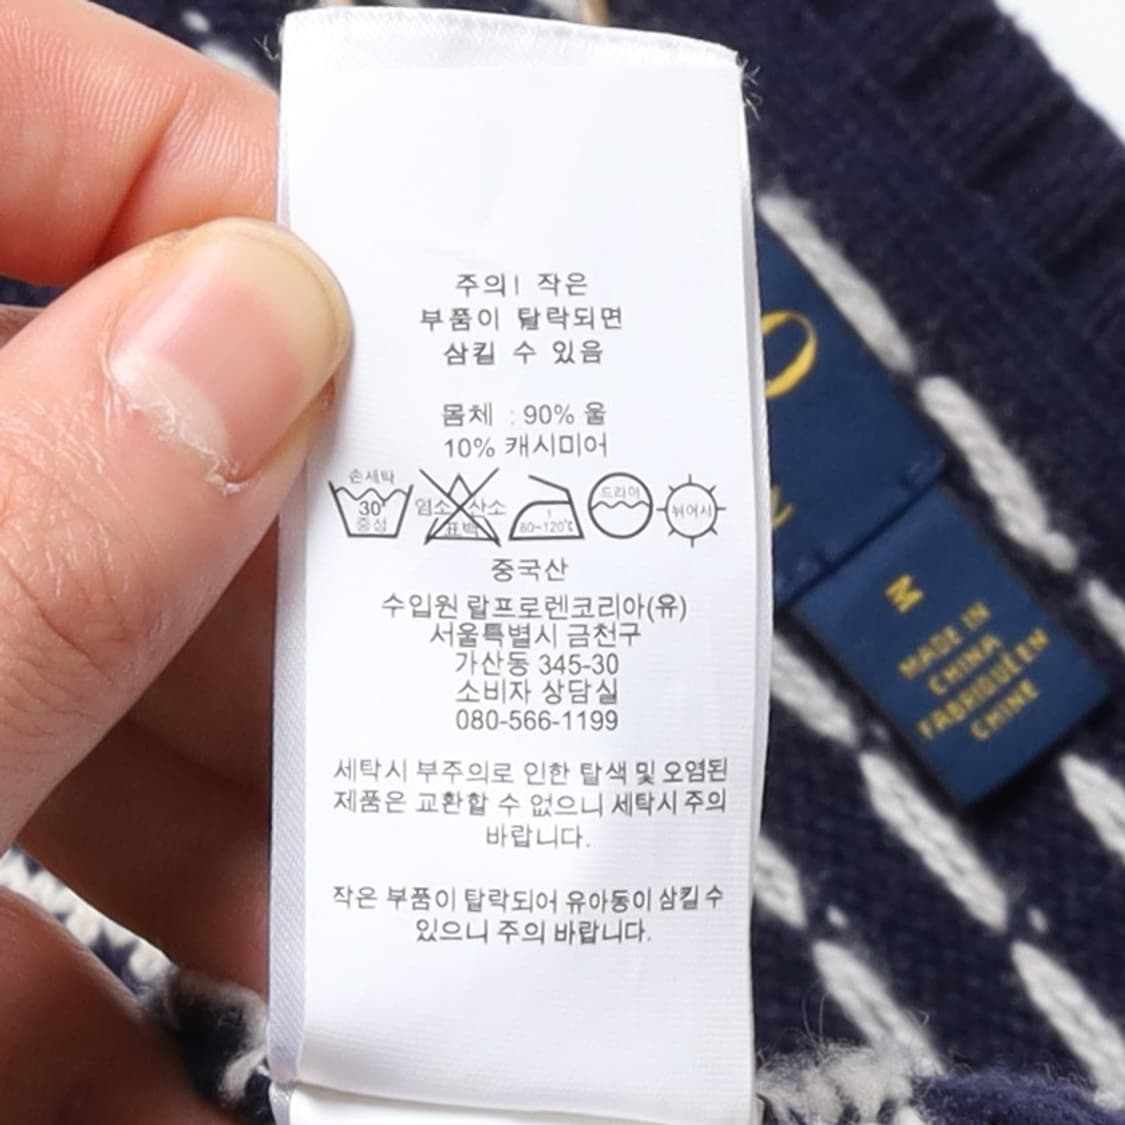 주의! 작은
부품이 탈락되면
삼킬 수 있음
몸체 : 90% 울
10% 캐시미어
손세탁
30°
중성
염소 산소
표백
1
80~120℃
드라이
뉘어서
중국산
수입원 랄프로렌코리아(유)
서울특별시 금천구
가산동 345-30
소비자 상담실
080-566-1199
세탁시 부주의로 인한 탈색 및 오염된
제품은 교환할 수 없으니 세탁시 주의
바랍니다.
작은 부품이 탈락되어 유아동이 삼킬 수
있으니 주의 바랍니다.
M
MADE IN
CHINA
FABRIQUÉ EN
CHINE